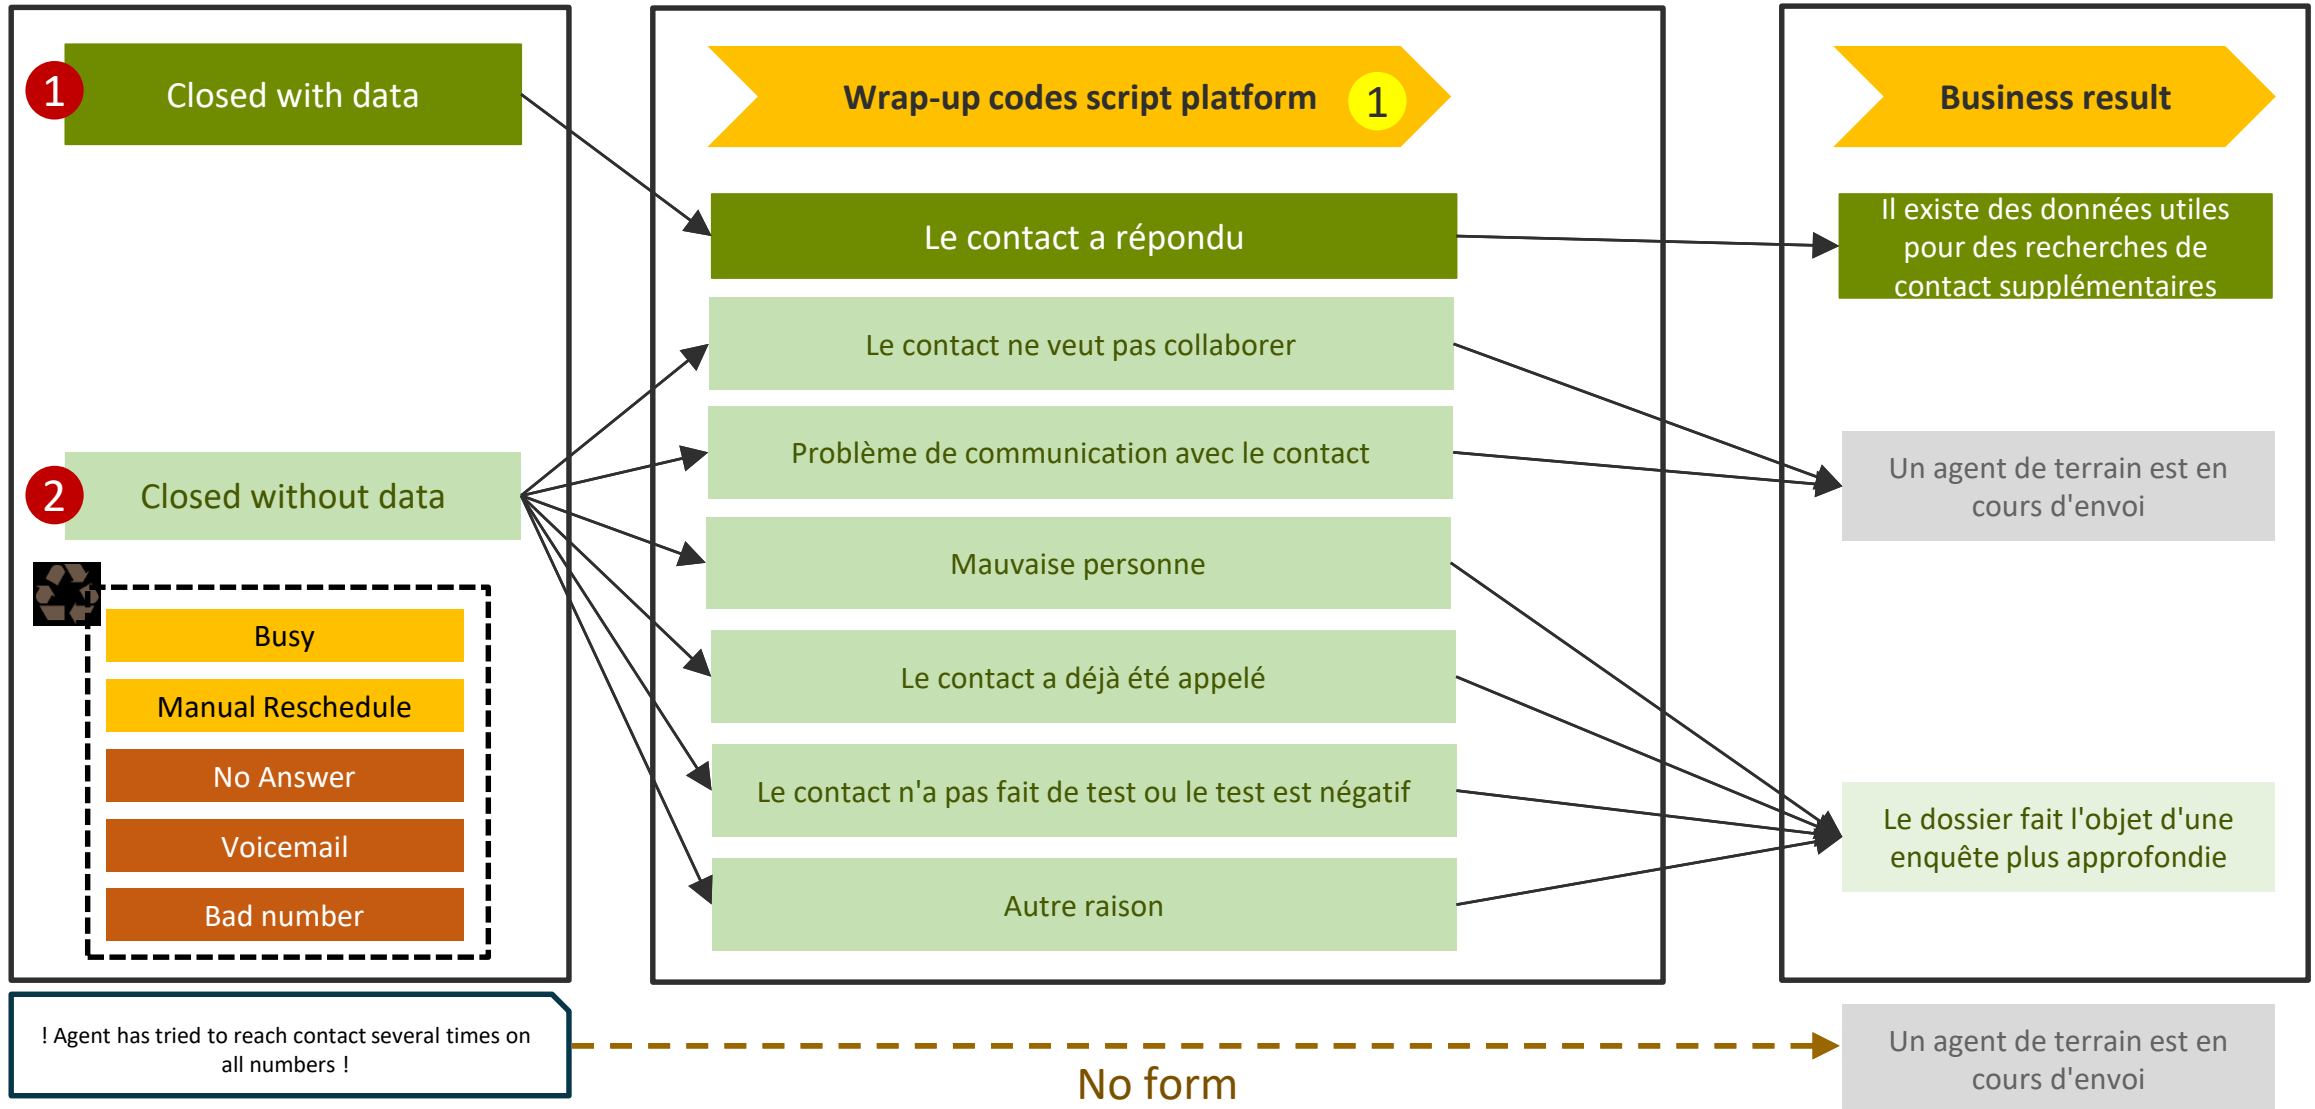 1
Closed with data
2
Closed without data
Busy
Manual Reschedule
No Answer
Voicemail
Bad number
! Agent has tried to reach contact several times on
all numbers !
Wrap-up codes script platform
1
Le contact a répondu
Le contact ne veut pas collaborer
Problème de communication avec le contact
Mauvaise personne
Le contact a déjà été appelé
Le contact n'a pas fait de test ou le test est négatif
Autre raison
No form
Business result
Il existe des données utiles
pour des recherches de
contact supplémentaires
Un agent de terrain est en
cours d'envoi
Le dossier fait l'objet d'une
enquête plus approfondie
Un agent de terrain est en
cours d'envoi